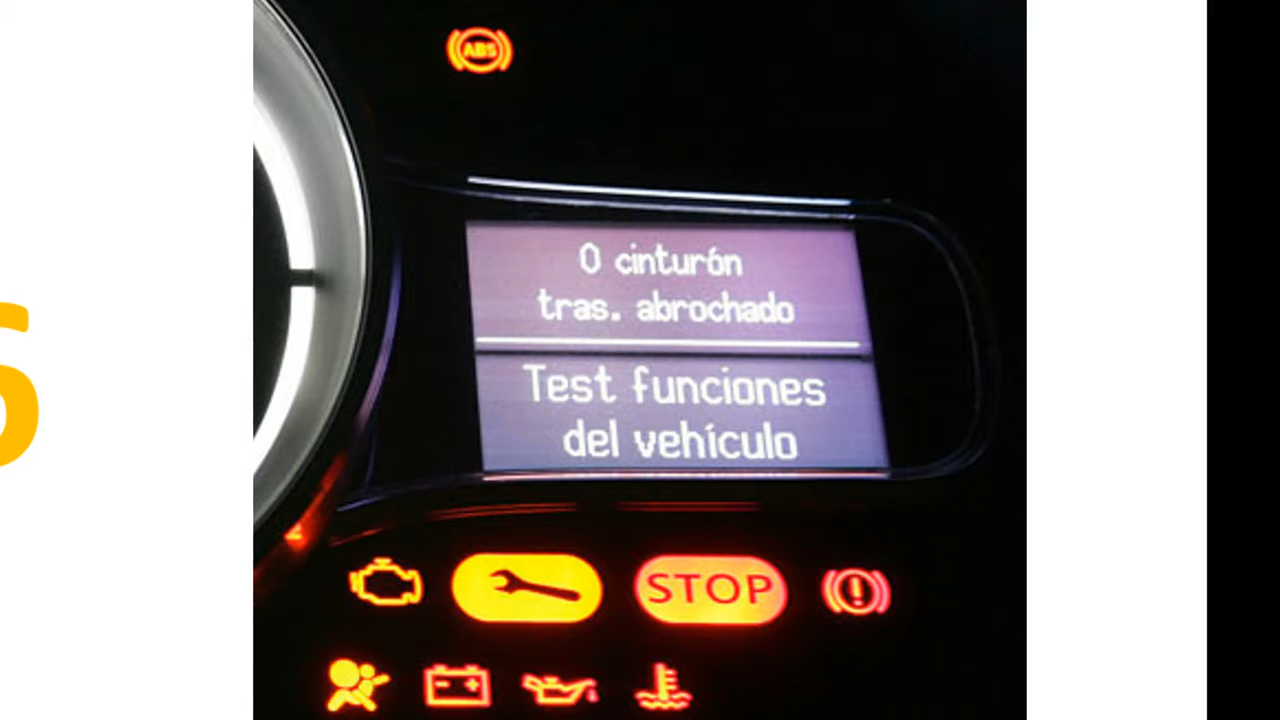 ABS
0 cinturón
tras. abrochado
Test funciones
del vehículo
STOP